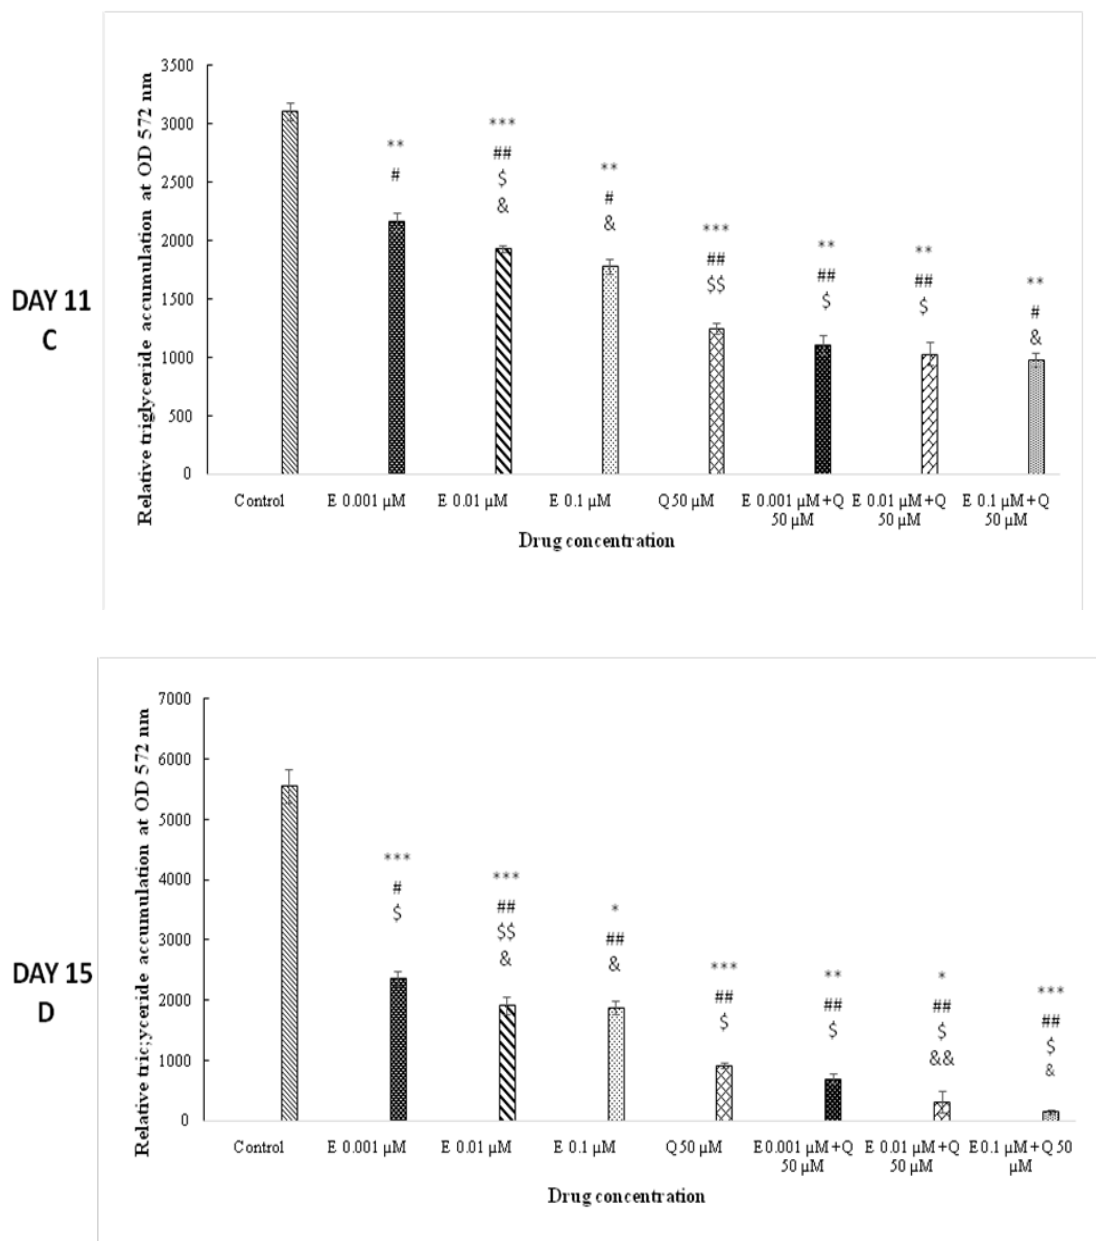 DAY 11
C
Relative triglyceride accumulation at OD 572 nm
3500
3000
2500
2000
1500
1000
500
0
**
#
***
##
$
&
**
#
&
***
##
$$
**
##
$
**
##
$
**
#
&
Control
E 0.001 µM
E 0.01 µM
E 0.1 µM
Q 50 µM
E 0.001 µM+Q
50 µM
E 0.01 µM+Q
50 µM
E 0.1 µM+Q
50 µM
Drug concentration
DAY 15
D
Relative tric;yceride accumulation at OD 572 nm
7000
6000
5000
4000
3000
2000
1000
0
***
#
$
***
##
$$
&
*
##
&
***
##
$
**
##
$
*
##
$
&&
***
##
$
&
Control
E 0.001 µM
E 0.01 µM
E 0.1 µM
Q 50 µM
E 0.001 µM+Q
50 µM
E 0.01 µM+Q
50 µM
E 0.1 µM+Q 50
µM
Drug concentration